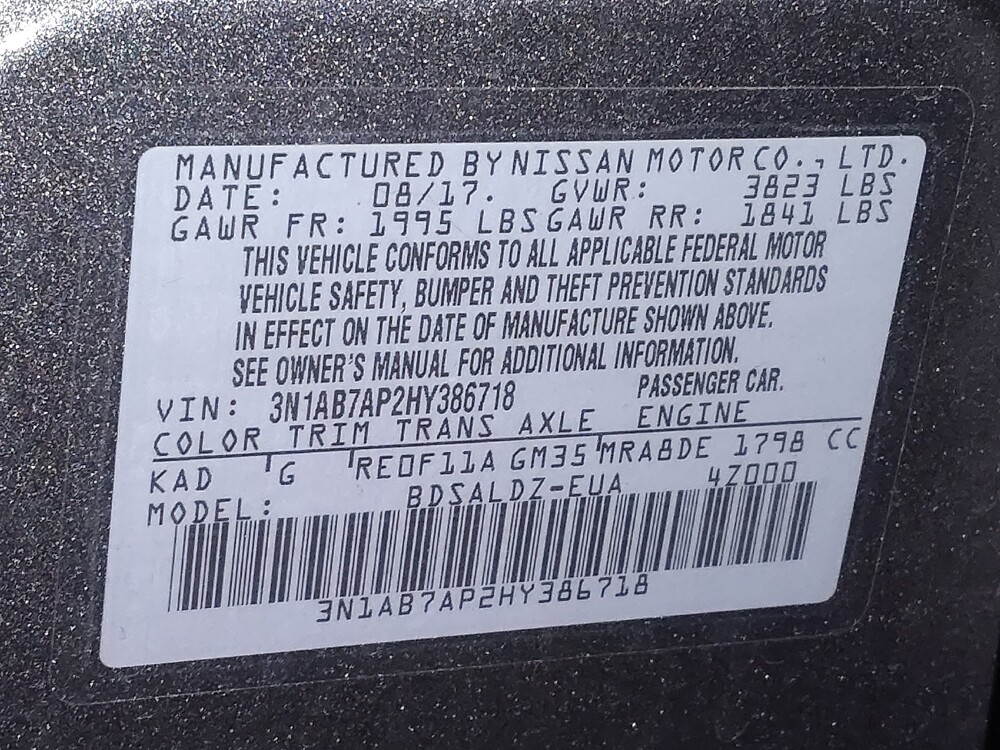 MANUFACTURED BY NISSAN MOTOR CO., LTD.
DATE: 08/17. GVWR: 3823 LBS
GAWR FR: 1995 LBS GAWR RR: 1841 LBS
THIS VEHICLE CONFORMS TO ALL APPLICABLE FEDERAL MOTOR
VEHICLE SAFETY, BUMPER AND THEFT PREVENTION STANDARDS
IN EFFECT ON THE DATE OF MANUFACTURE SHOWN ABOVE.
SEE OWNER'S MANUAL FOR ADDITIONAL INFORMATION.
VIN: 3N1AB7AP2HY386718 PASSENGER CAR.
COLOR TRIM TRANS AXLE ENGINE
KAD G RE0F11A GM35 MRA8DE 1798 CC
MODEL: BDSALDZ-EUA 4Z000
3N1AB7AP2HY386718